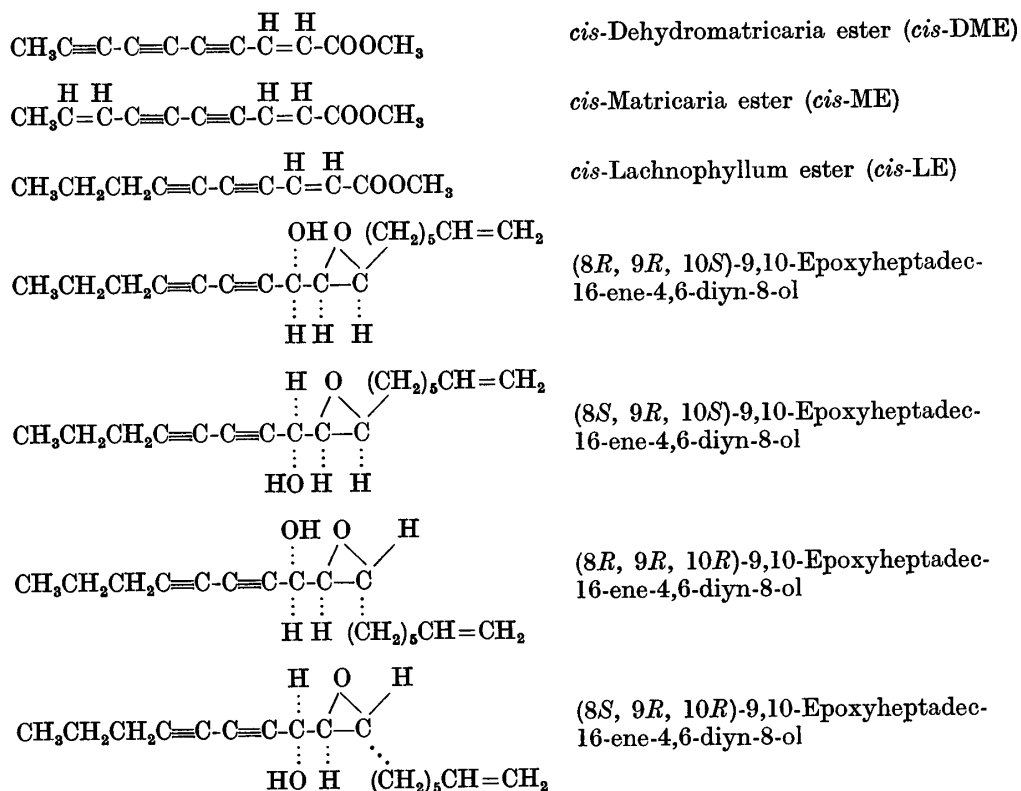 H H
CH₃C≡C-C≡C-C≡C-C=C-COOCH₃ cis-Dehydromatricaria ester (cis-DME)
H H H H
CH₃C=C-C≡C-C≡C-C=C-COOCH₃ cis-Matricaria ester (cis-ME)
H H
CH₃CH₂CH₂C≡C-C≡C-C=C-COOCH₃ cis-Lachnophyllum ester (cis-LE)
OH O (CH₂)₅CH=CH₂
CH₃CH₂CH₂C≡C-C≡C-C-C-C (8R, 9R, 10S)-9,10-Epoxyheptadec-
16-ene-4,6-diyn-8-ol
H H H
H O (CH₂)₅CH=CH₂
CH₃CH₂CH₂C≡C-C≡C-C-C-C (8S, 9R, 10S)-9,10-Epoxyheptadec-
16-ene-4,6-diyn-8-ol
HO H H
OH O H
CH₃CH₂CH₂C≡C-C≡C-C-C-C (8R, 9R, 10R)-9,10-Epoxyheptadec-
16-ene-4,6-diyn-8-ol
H H (CH₂)₅CH=CH₂
H O H
CH₃CH₂CH₂C≡C-C≡C-C-C-C (8S, 9R, 10R)-9,10-Epoxyheptadec-
16-ene-4,6-diyn-8-ol
HO H (CH₂)₅CH=CH₂